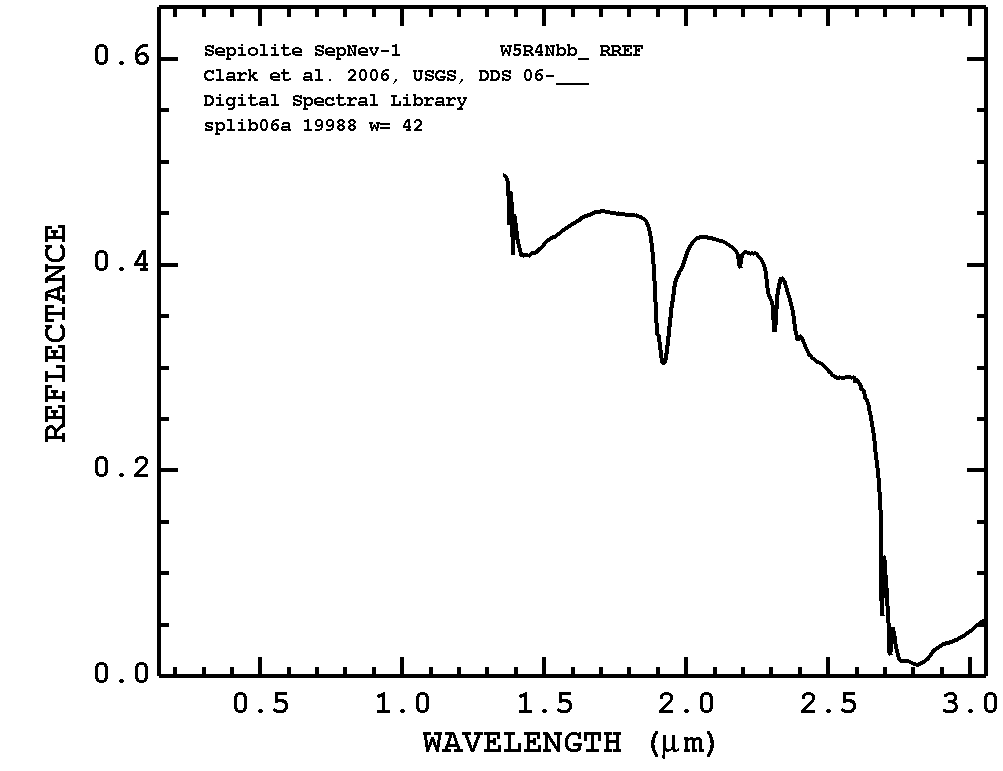 Sepiolite SepNev-1 W5R4Nbb_ RREF
Clark et al. 2006, USGS, DDS 06-___
Digital Spectral Library
splib06a 19988 w= 42
REFLECTANCE
0.6
0.4
0.2
0.0
0.5 1.0 1.5 2.0 2.5 3.0
WAVELENGTH (μm)